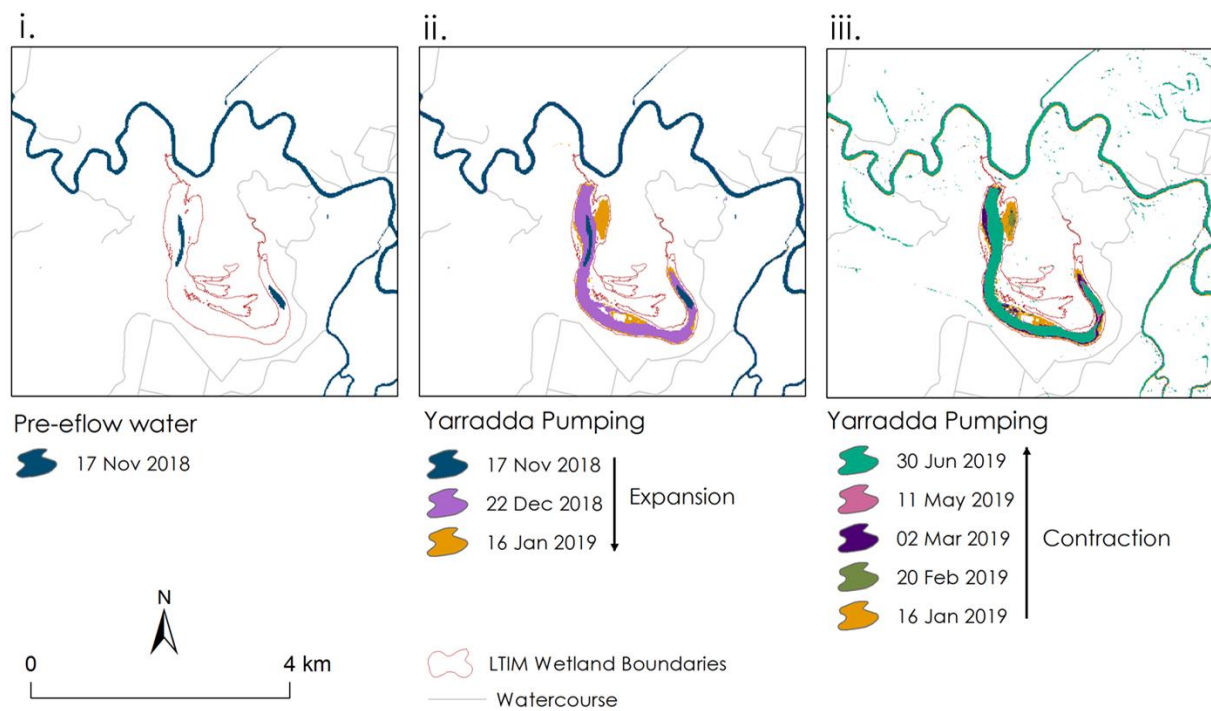 i.
ii.
iii.
Pre-eflow water
17 Nov 2018
Yarradda Pumping
17 Nov 2018
22 Dec 2018
16 Jan 2019
Expansion
Yarradda Pumping
30 Jun 2019
11 May 2019
02 Mar 2019
20 Feb 2019
16 Jan 2019
Contraction
N
0 4 km
LTIM Wetland Boundaries
Watercourse